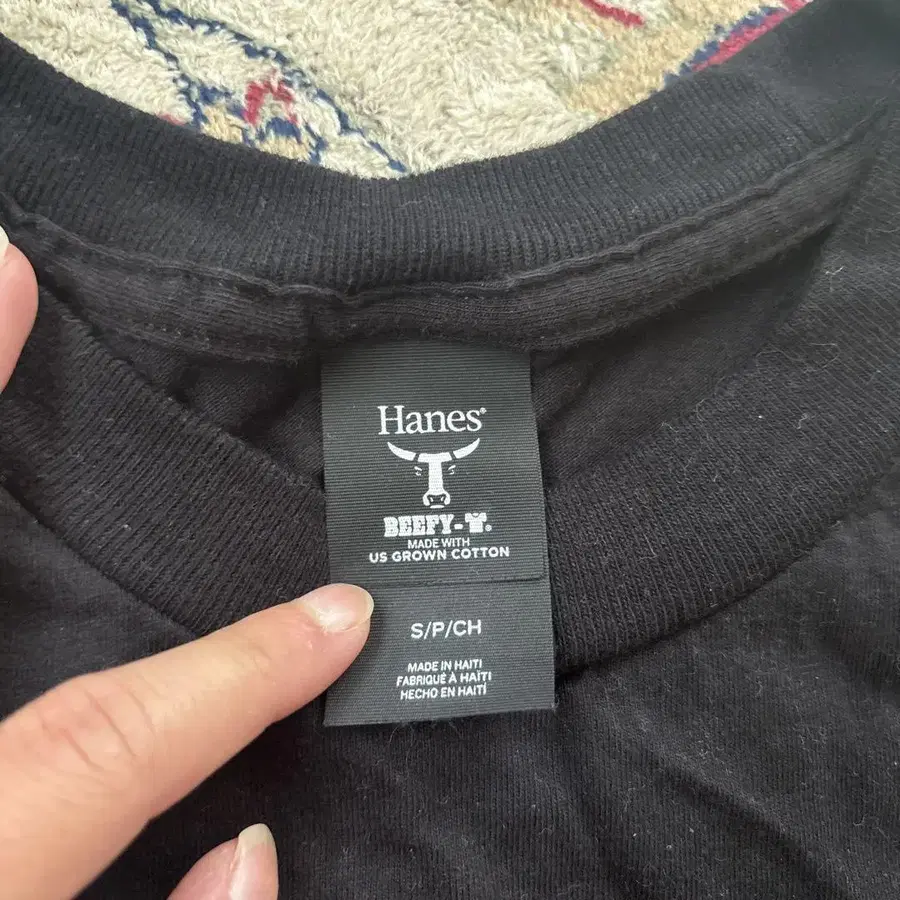 Hanes®
BEEFY-T®
MADE WITH
US GROWN COTTON
S/P/CH
MADE IN HAITI
FABRIQUÉ À HAÏTI
HECHO EN HAITÍ